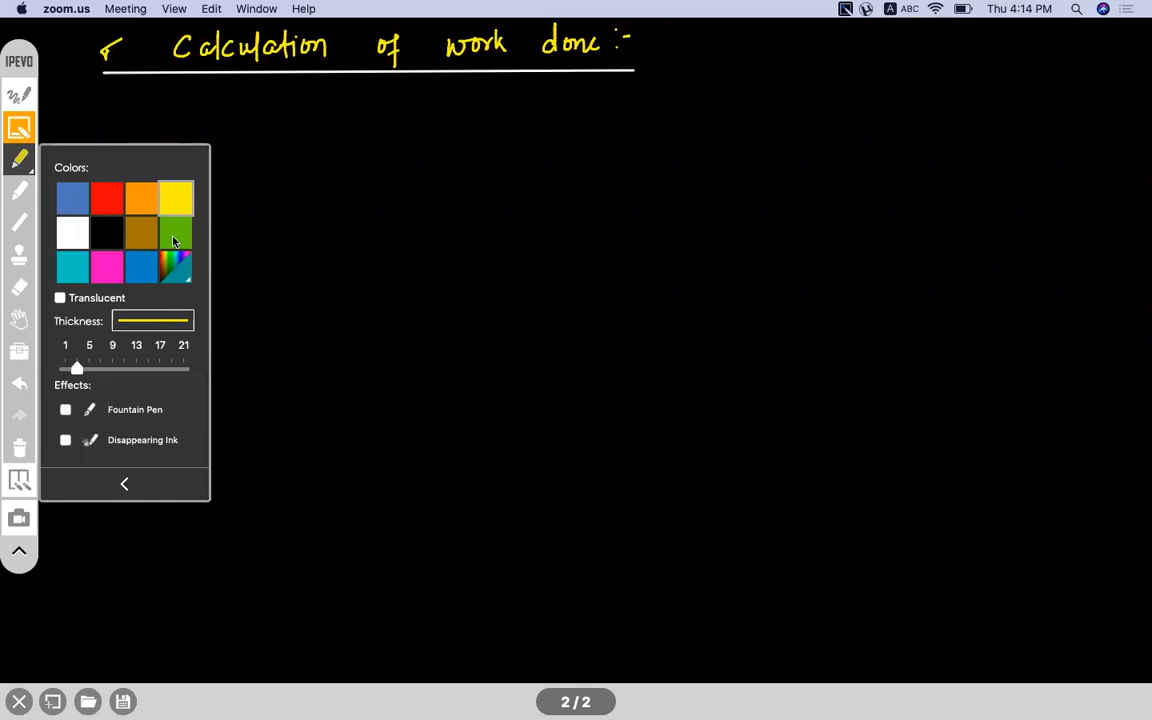 zoom.us Meeting View Edit Window Help A ABC Thu 4:14 PM
Calculation of work done :-
IPEVO
Colors:
Translucent
Thickness:
1 5 9 13 17 21
Effects:
Fountain Pen
Disappearing Ink
2 / 2